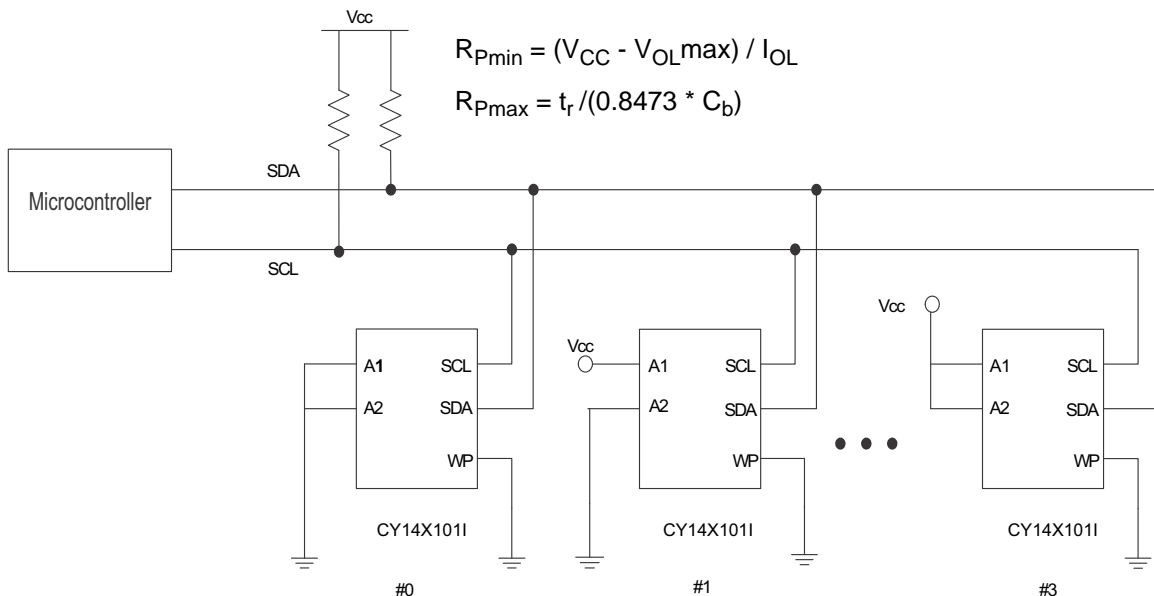 Vcc
R_Pmin = (V_CC - V_OLmax) / I_OL
R_Pmax = t_r /(0.8473 * C_b)
SDA
Microcontroller
SCL
Vcc
A1 SCL
A2 SDA
WP
CY14X101I
#0
Vcc
A1 SCL
A2 SDA
WP
CY14X101I
#1
Vcc
A1 SCL
A2 SDA
WP
CY14X101I
#3